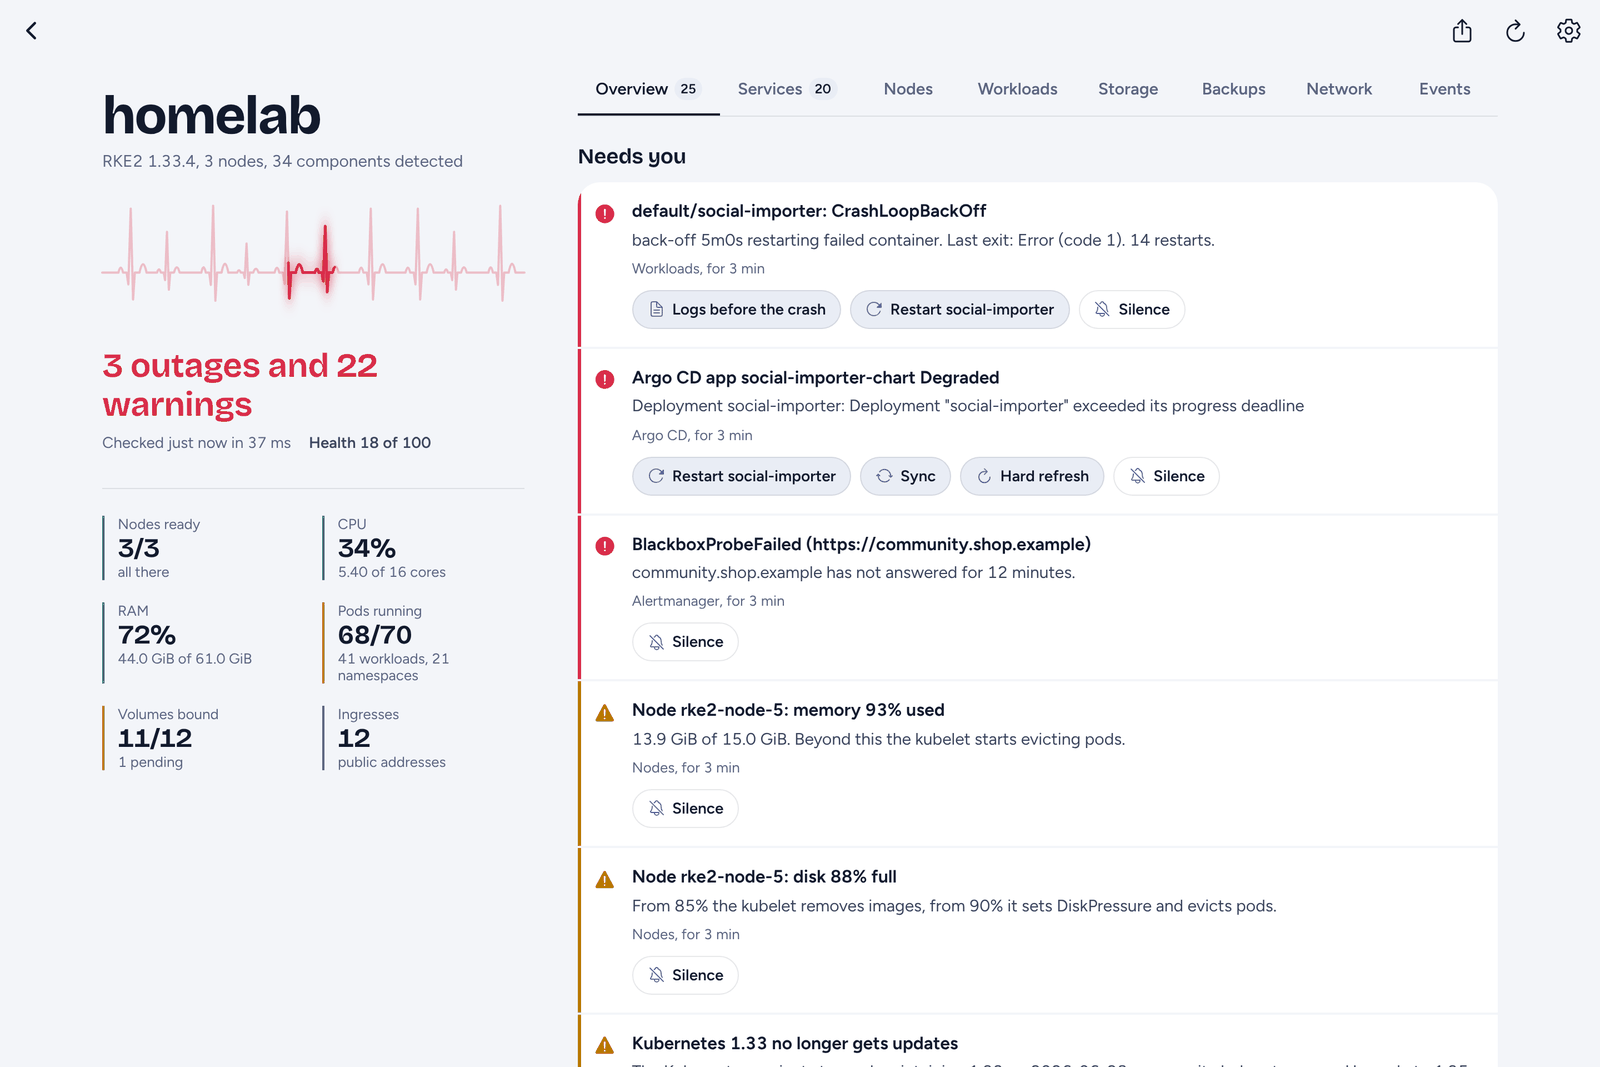 homelab
RKE2 1.33.4, 3 nodes, 34 components detected
3 outages and 22
warnings
Checked just now in 37 ms Health 18 of 100
Nodes ready
3/3
all there
CPU
34%
5.40 of 16 cores
RAM
72%
44.0 GiB of 61.0 GiB
Pods running
68/70
41 workloads, 21
namespaces
Volumes bound
11/12
1 pending
Ingresses
12
public addresses
Overview 25 Services 20 Nodes Workloads Storage Backups Network Events
Needs you
default/social-importer: CrashLoopBackOff
back-off 5m0s restarting failed container. Last exit: Error (code 1). 14 restarts.
Workloads, for 3 min
Logs before the crash Restart social-importer Silence
Argo CD app social-importer-chart Degraded
Deployment social-importer: Deployment "social-importer" exceeded its progress deadline
Argo CD, for 3 min
Restart social-importer Sync Hard refresh Silence
BlackboxProbeFailed (https://community.shop.example)
community.shop.example has not answered for 12 minutes.
Alertmanager, for 3 min
Silence
Node rke2-node-5: memory 93% used
13.9 GiB of 15.0 GiB. Beyond this the kubelet starts evicting pods.
Nodes, for 3 min
Silence
Node rke2-node-5: disk 88% full
From 85% the kubelet removes images, from 90% it sets DiskPressure and evicts pods.
Nodes, for 3 min
Silence
Kubernetes 1.33 no longer gets updates